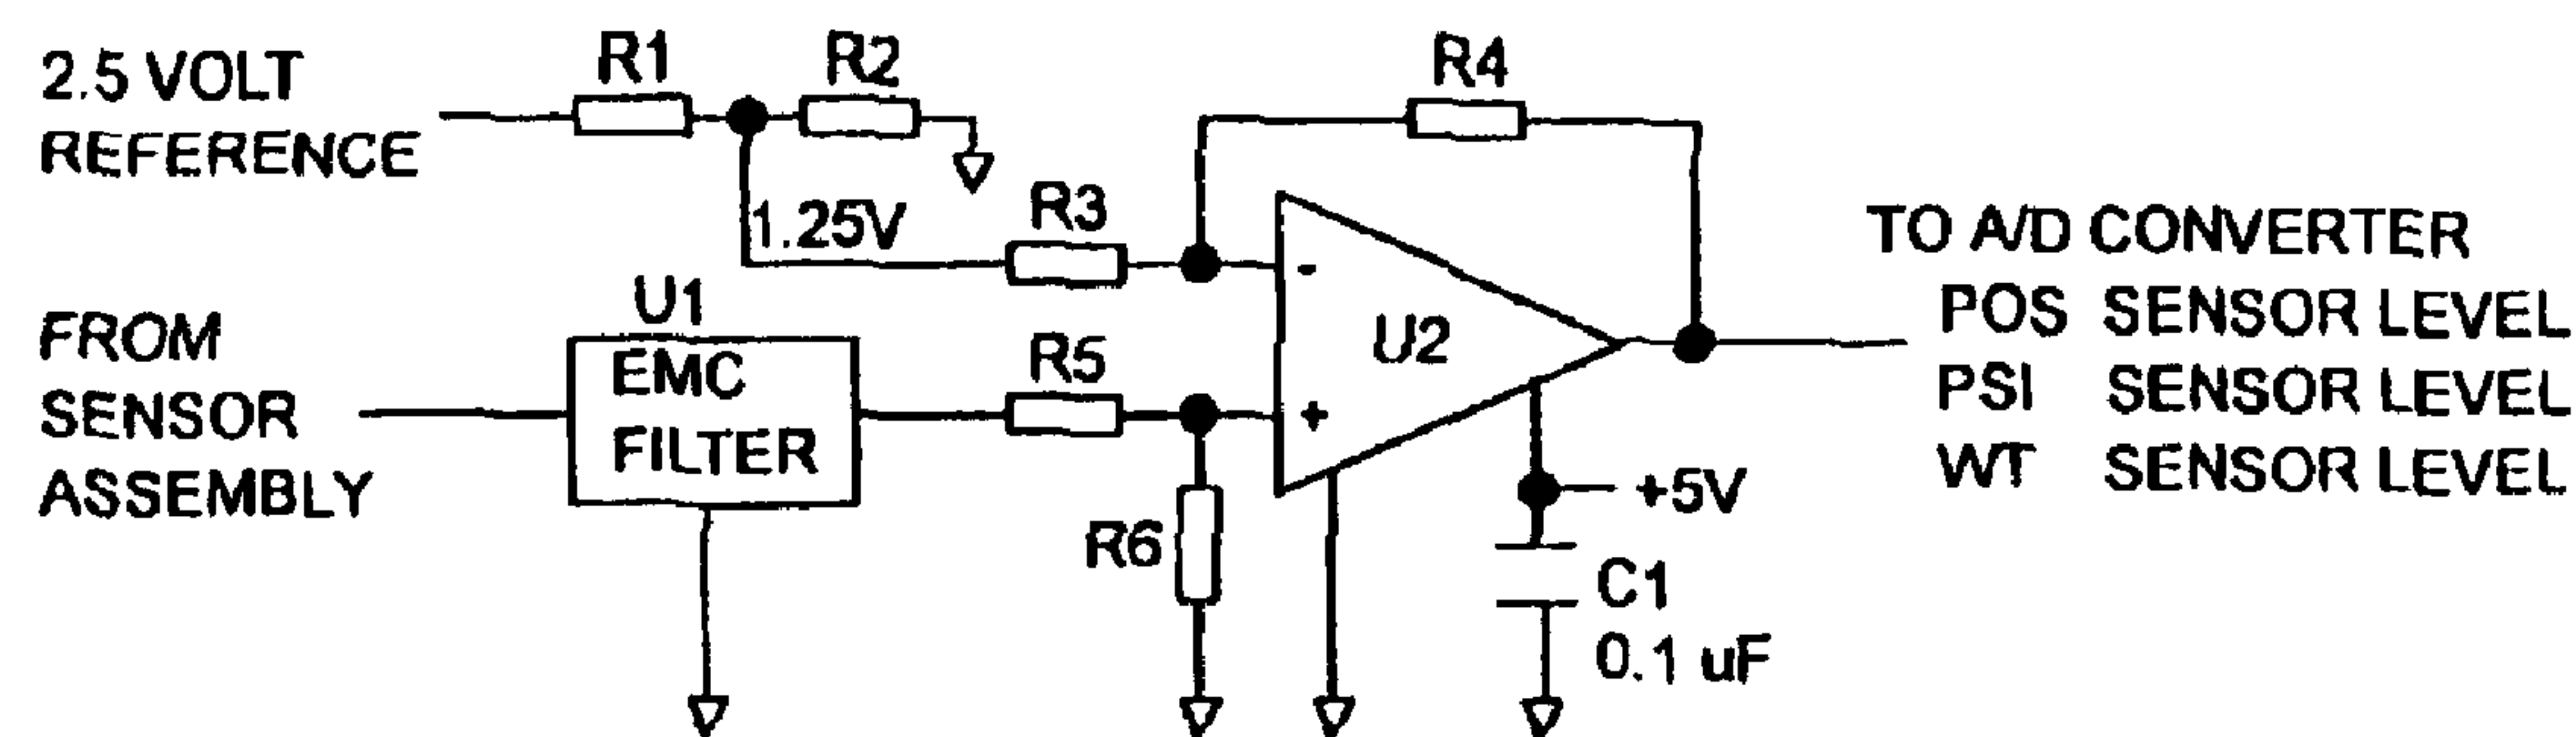 2.5 VOLT
REFERENCE
R1
R2
R4
1.25V
R3
TO A/D CONVERTER
POS SENSOR LEVEL
PSI SENSOR LEVEL
WT SENSOR LEVEL
FROM
SENSOR
ASSEMBLY
U1
EMC
FILTER
R5
-
+
U2
R6
+5V
C1
0.1 uF